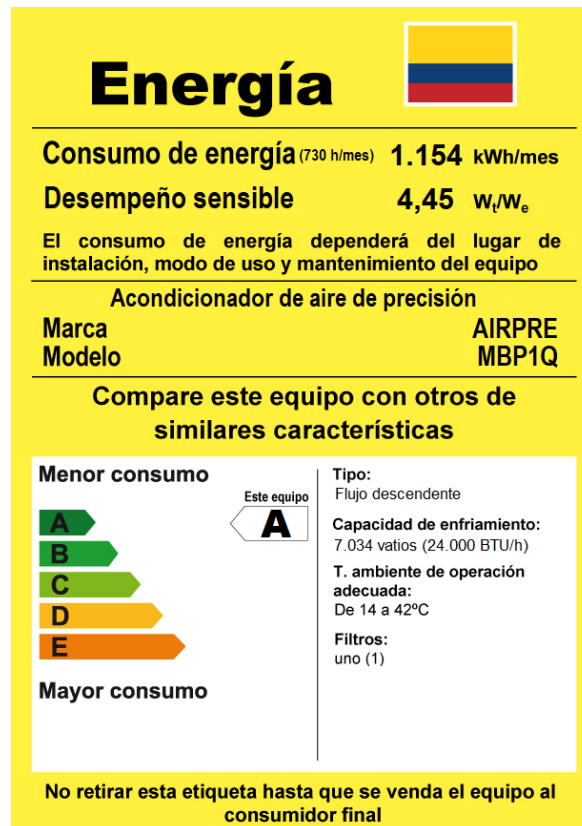 Energía
Consumo de energía (730 h/mes) 1.154 kWh/mes
Desempeño sensible 4,45 Wt/We
El consumo de energía dependerá del lugar de
instalación, modo de uso y mantenimiento del equipo
Acondicionador de aire de precisión
Marca AIRPRE
Modelo MBP1Q
Compare este equipo con otros de
similares características
Menor consumo
Este equipo
A A
B
C
D
E
Mayor consumo
Tipo:
Flujo descendente
Capacidad de enfriamiento:
7.034 vatios (24.000 BTU/h)
T. ambiente de operación
adecuada:
De 14 a 42ºC
Filtros:
uno (1)
No retirar esta etiqueta hasta que se venda el equipo al
consumidor final